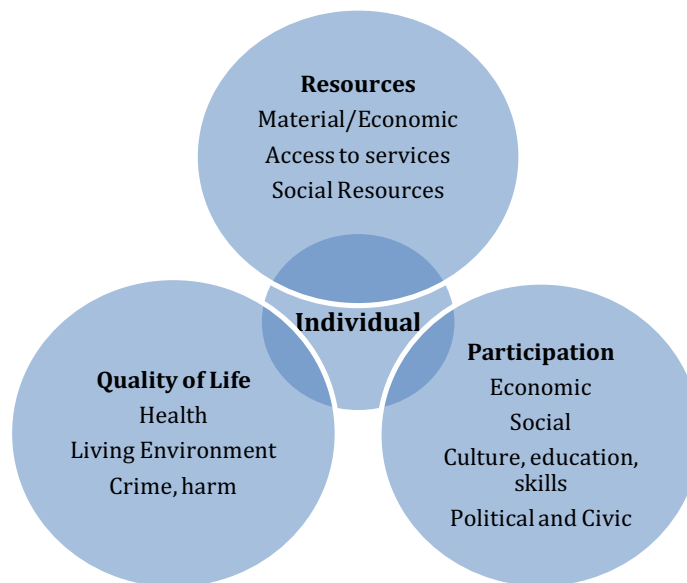 Resources
Material/Economic
Access to services
Social Resources
Individual
Quality of Life
Health
Living Environment
Crime, harm
Participation
Economic
Social
Culture, education,
skills
Political and Civic